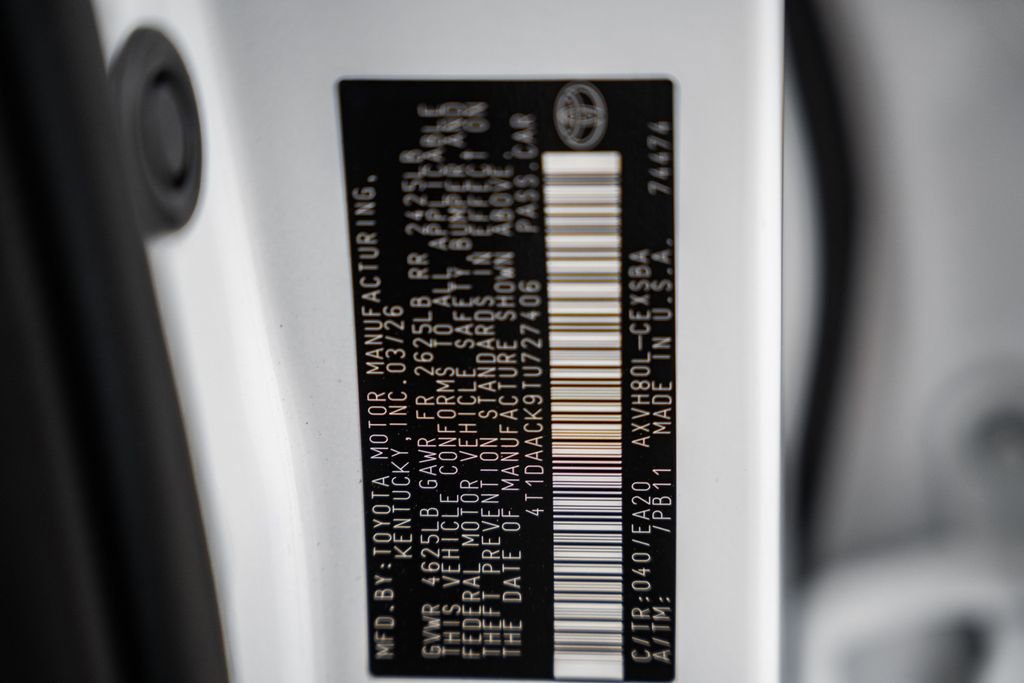 MFD.BY:TOYOTA MOTOR MANUFACTURING,
KENTUCKY,INC.03/26
GVWR 4625LB GAWR FR 2625LB RR 2425LB
THIS VEHICLE CONFORMS TO ALL APPLICABLE
FEDERAL MOTOR VEHICLE SAFETY,BUMPER,AND
THEFT PREVENTION STANDARDS IN EFFECT ON
THE DATE OF MANUFACTURE SHOWN ABOVE.
4T1DAACK9TU727406 PASS.CAR
C/TR:040/EA20 AXVH80L-CEXSBA 74474
A/TM: /PB11 MADE IN U.S.A.